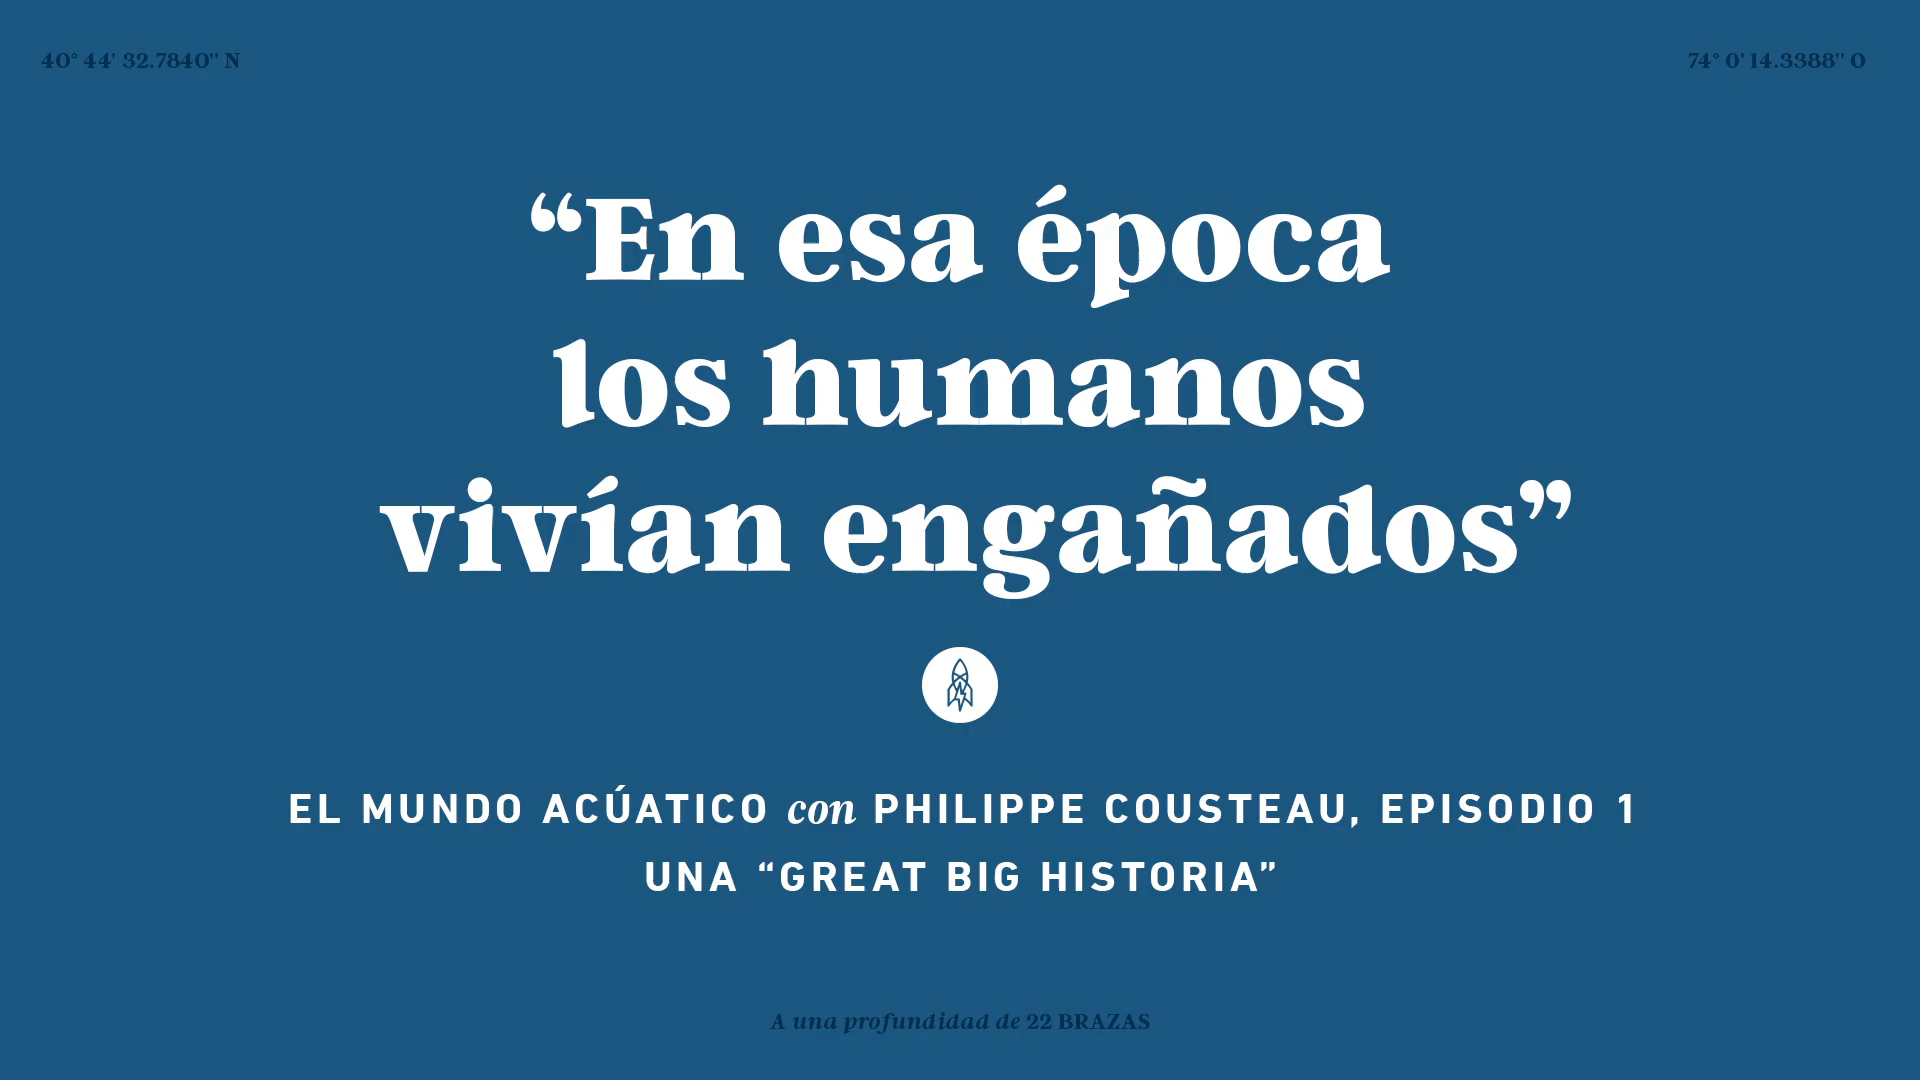 40° 44' 32.7840" N
74° 0' 14.3388" O
“En esa época
los humanos
vivían engañados”
EL MUNDO ACÚATICO con PHILIPPE COUSTEAU, EPISODIO 1
UNA “GREAT BIG HISTORIA”
A una profundidad de 22 BRAZAS